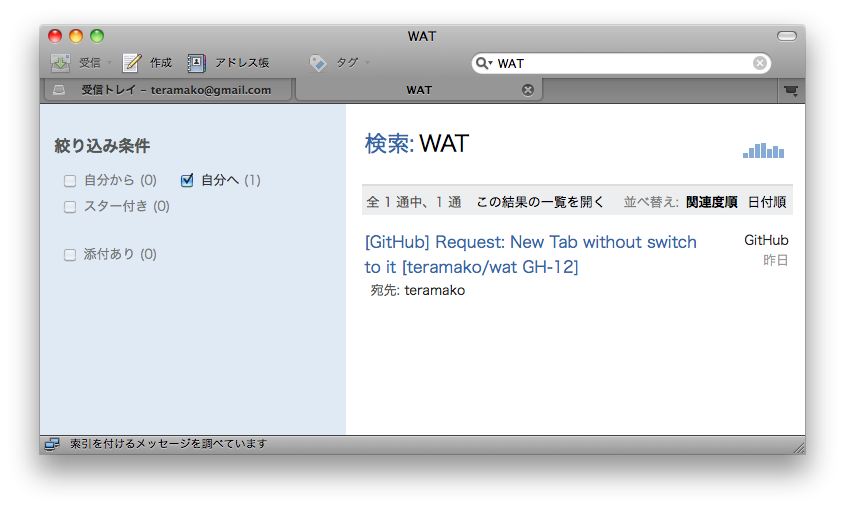 WAT
受信 作成 アドレス帳 タグ WAT
受信トレイ - teramako@gmail.com WAT
絞り込み条件
自分から (0) 自分へ (1)
スター付き (0)
添付あり (0)
検索: WAT
全 1 通中、1 通 この結果の一覧を開く 並べ替え: 関連度順 日付順
[GitHub] Request: New Tab without switch
to it [teramako/wat GH-12]
宛先: teramako
GitHub
昨日
索引を付けるメッセージを調べています